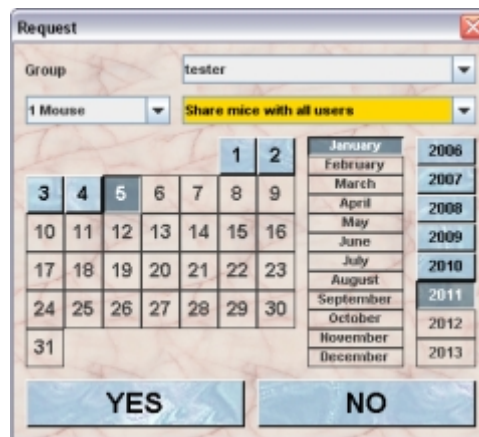 Request
Group
tester
1 Mouse
Share mice with all users
1 2
3 4 5 6 7 8 9
10 11 12 13 14 15 16
17 18 19 20 21 22 23
24 25 26 27 28 29 30
31
January
February
March
April
May
June
July
August
September
October
November
December
2006
2007
2008
2009
2010
2011
2012
2013
YES
NO